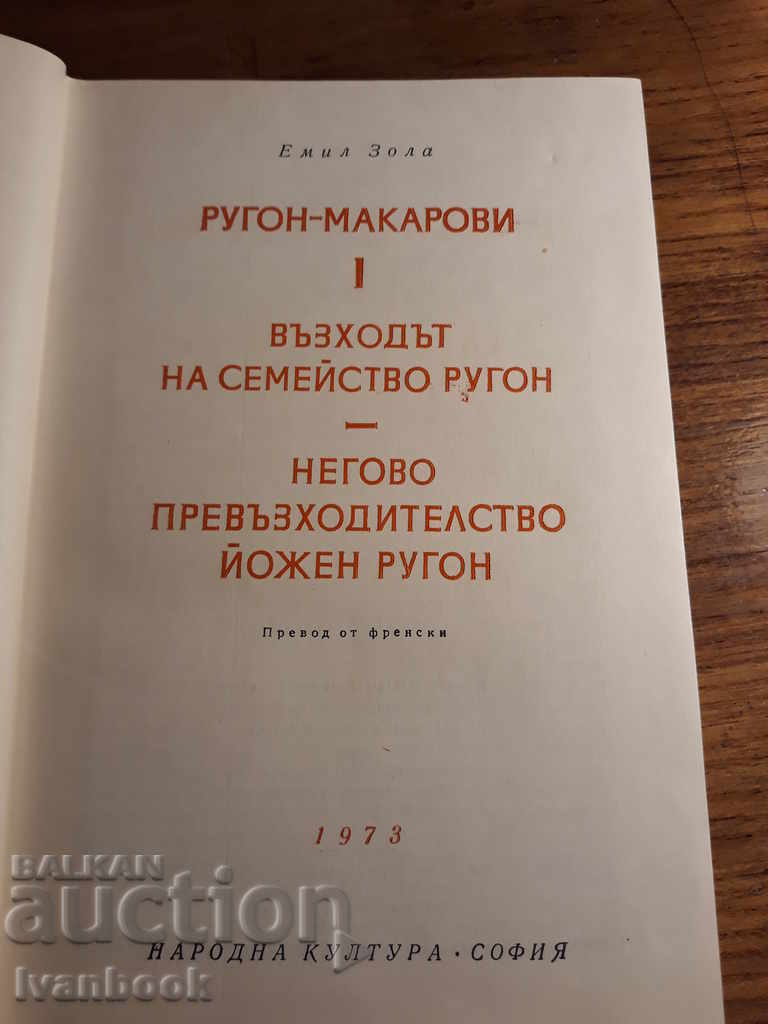 Емил Зола
РУГОН-МАКАРОВИ
I
ВЪЗХОДЪТ
НА СЕМЕЙСТВО РУГОН
—
НЕГОВО
ПРЕВЪЗХОДИТЕЛСТВО
ЙОЖЕН РУГОН
Превод от френски
1973
НАРОДНА КУЛТУРА · СОФИЯ
BALKAN
auction
Ivanbook